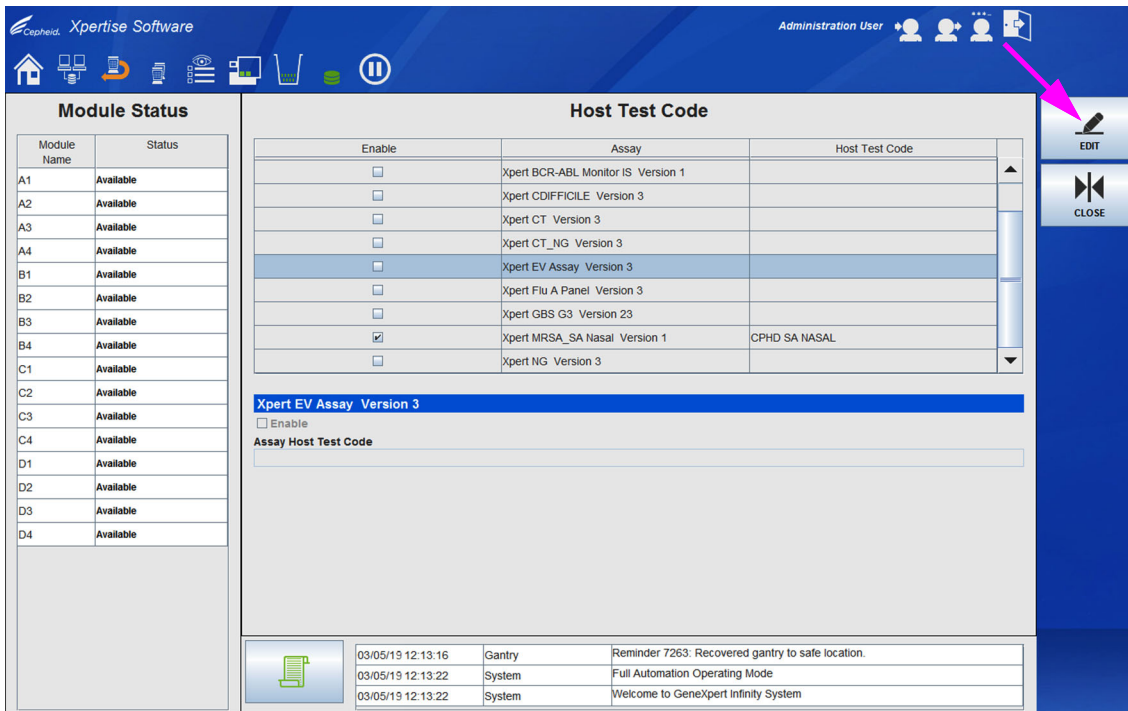 Cepheid. Xpertise Software
Administration User
Module Status
Module Name Status
A1 Available
A2 Available
A3 Available
A4 Available
B1 Available
B2 Available
B3 Available
B4 Available
C1 Available
C2 Available
C3 Available
C4 Available
D1 Available
D2 Available
D3 Available
D4 Available
Host Test Code
Enable Assay Host Test Code
Xpert BCR-ABL Monitor IS Version 1
Xpert CDIFFICILE Version 3
Xpert CT Version 3
Xpert CT_NG Version 3
Xpert EV Assay Version 3
Xpert Flu A Panel Version 3
Xpert GBS G3 Version 23
Xpert MRSA_SA Nasal Version 1 CPHD SA NASAL
Xpert NG Version 3
Xpert EV Assay Version 3
Enable
Assay Host Test Code
03/05/19 12:13:16 Gantry Reminder 7263: Recovered gantry to safe location.
03/05/19 12:13:22 System Full Automation Operating Mode
03/05/19 12:13:22 System Welcome to GeneXpert Infinity System
EDIT
CLOSE